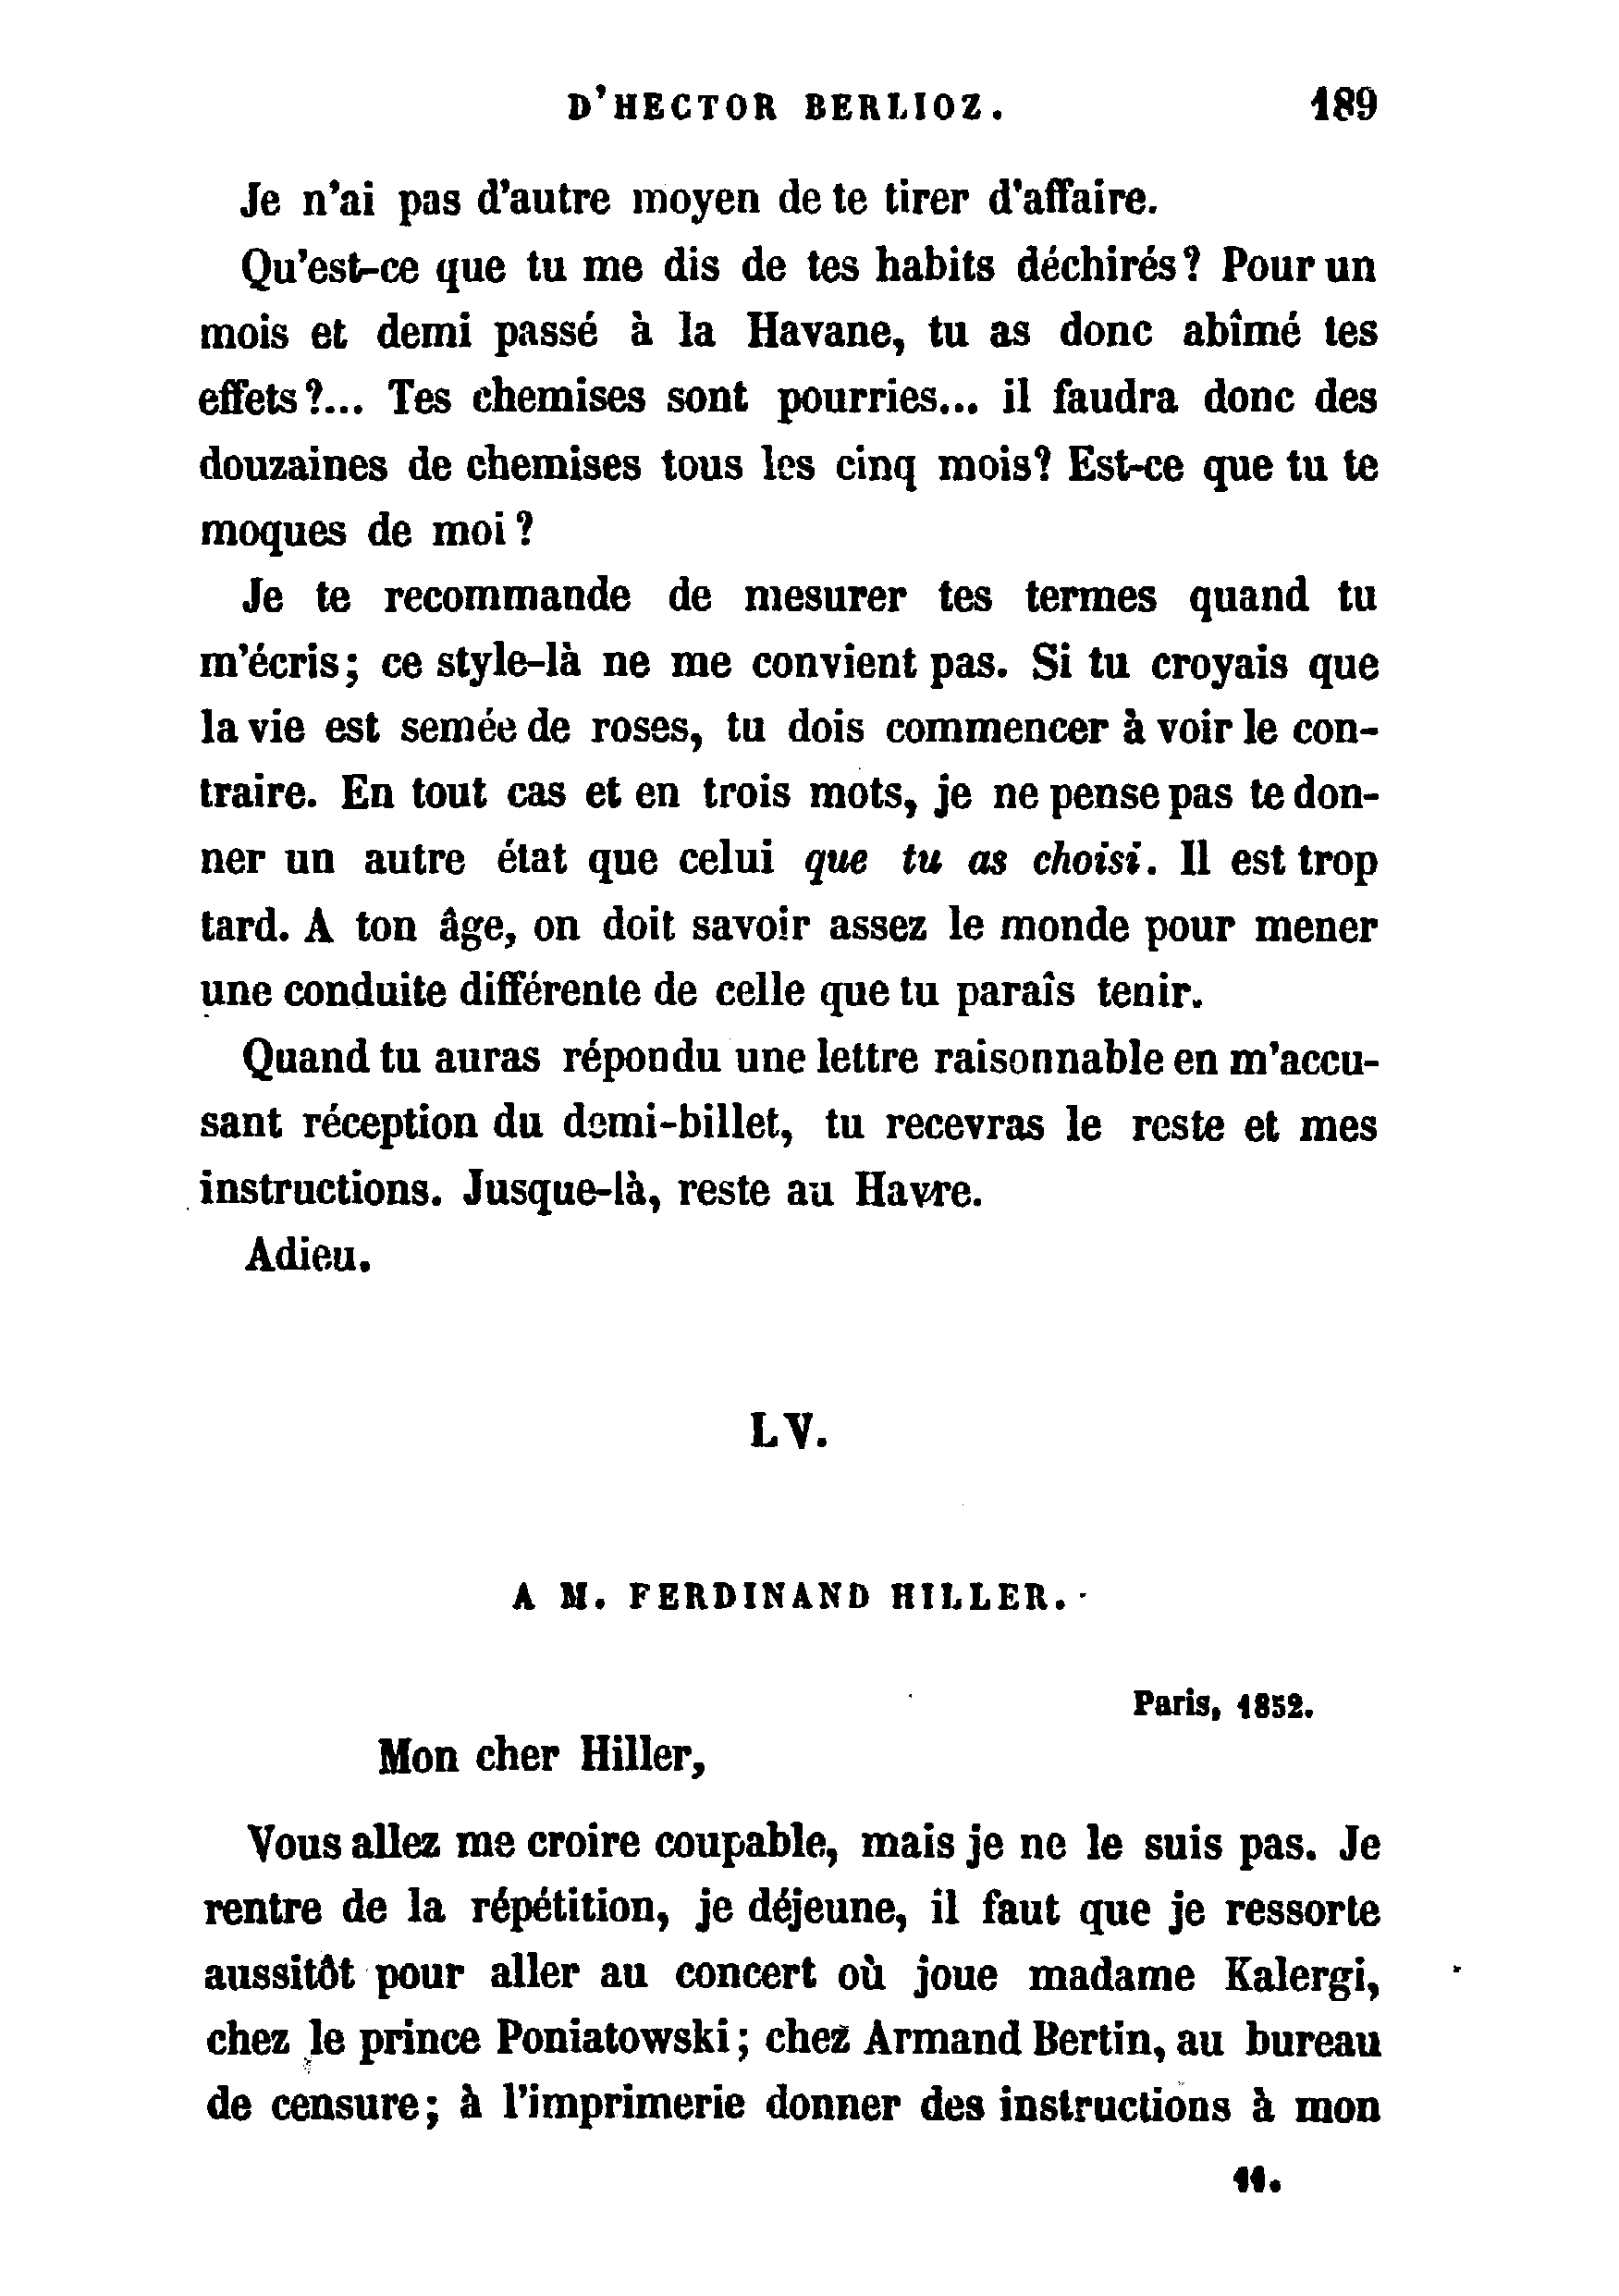 D'HECTOR BERLIOZ. 189
Je n'ai pas d'autre moyen de te tirer d'affaire.
Qu'est-ce que tu me dis de tes habits déchirés? Pour un
mois et demi passé à la Havane, tu as donc abîmé tes
effets?... Tes chemises sont pourries... il faudra donc des
douzaines de chemises tous les cinq mois? Est-ce que tu te
moques de moi?
Je te recommande de mesurer tes termes quand tu
m'écris; ce style-là ne me convient pas. Si tu croyais que
la vie est semée de roses, tu dois commencer à voir le con-
traire. En tout cas et en trois mots, je ne pense pas te don-
ner un autre état que celui que tu as choisi. Il est trop
tard. A ton âge, on doit savoir assez le monde pour mener
une conduite différente de celle que tu paraîs tenir.
Quand tu auras répondu une lettre raisonnable en m'accu-
sant réception du demi-billet, tu recevras le reste et mes
instructions. Jusque-là, reste au Havre.
Adieu.
LV.
A M. FERDINAND HILLER.
Paris, 1852.
Mon cher Hiller,
Vous allez me croire coupable, mais je ne le suis pas. Je
rentre de la répétition, je déjeune, il faut que je ressorte
aussitôt pour aller au concert où joue madame Kalergi,
chez le prince Poniatowski; chez Armand Bertin, au bureau
de censure; à l'imprimerie donner des instructions à mon
11.